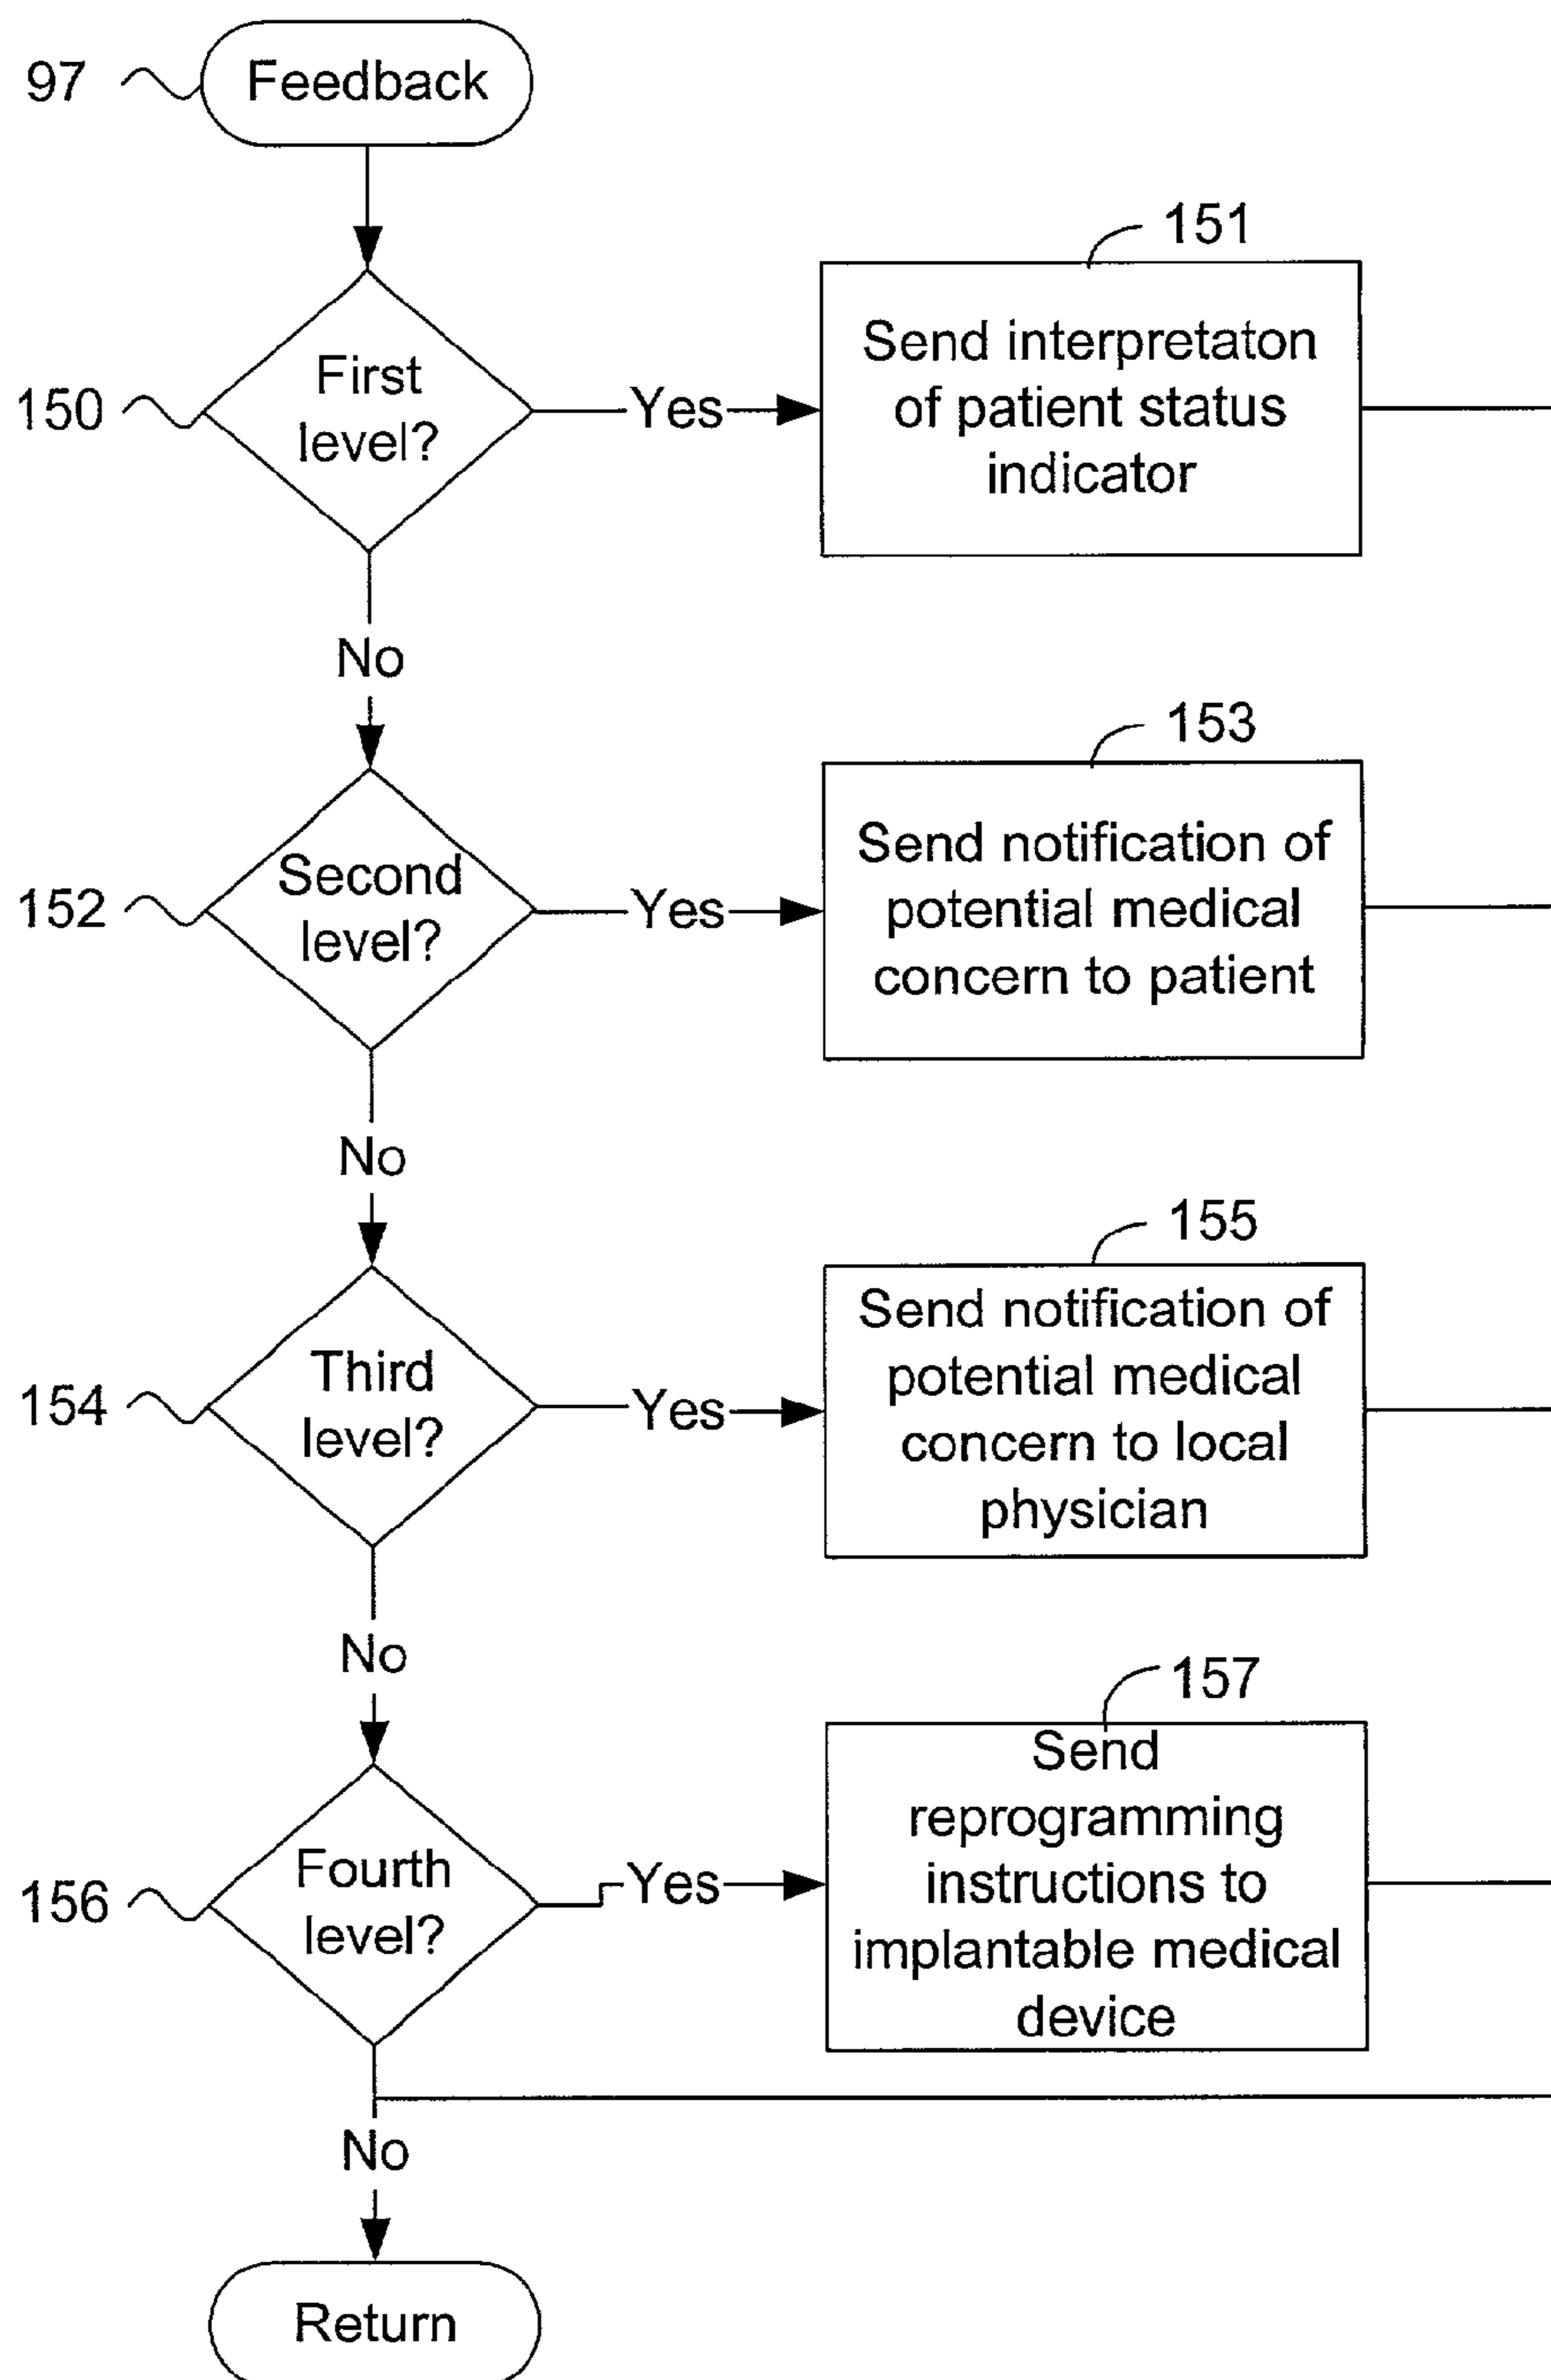 97
Feedback
151
150
First
level?
Yes
Send interpretaton
of patient status
indicator
No
153
152
Second
level?
Yes
Send notification of
potential medical
concern to patient
No
155
154
Third
level?
Yes
Send notification of
potential medical
concern to local
physician
No
157
156
Fourth
level?
Yes
Send
reprogramming
instructions to
implantable medical
device
No
Return